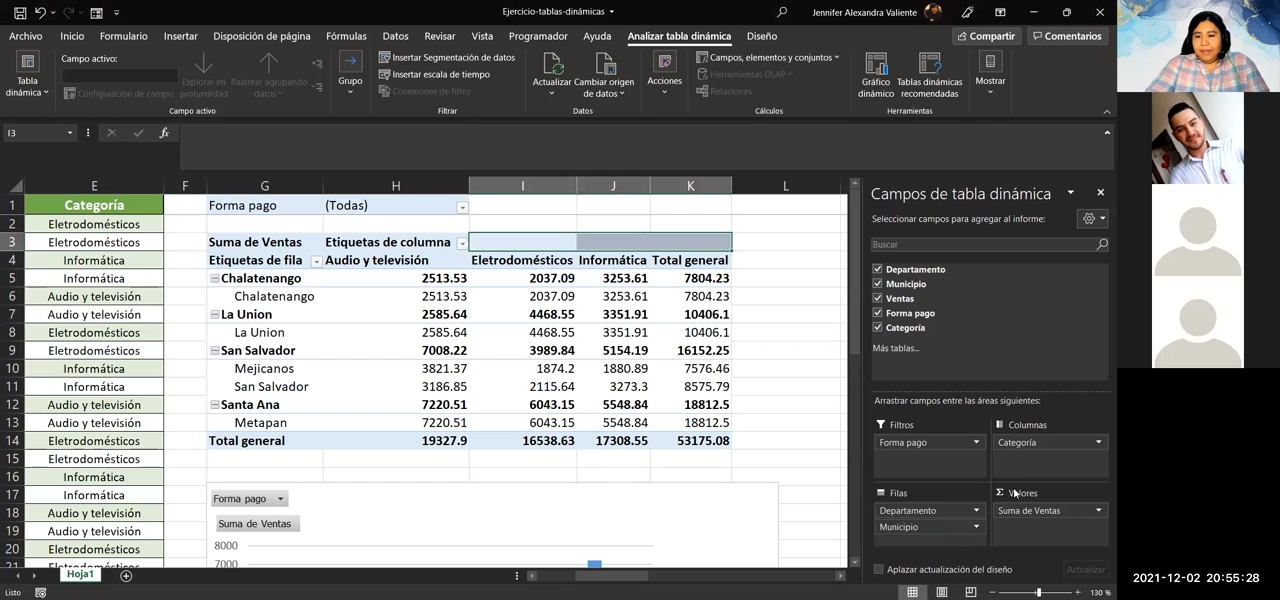 Ejercicio-tablas-dinámicas
Jennifer Alexandra Valiente
Archivo Inicio Formulario Insertar Disposición de página Fórmulas Datos Revisar Vista Programador Ayuda Analizar tabla dinámica Diseño
Compartir Comentarios
Tabla dinámica
Campo activo:
Configuración de campo
Explorar en profundidad
Rastrear agrupando datos
Campo activo
Grupo
Insertar Segmentación de datos
Insertar escala de tiempo
Conexiones de filtro
Filtrar
Actualizar
Cambiar origen de datos
Datos
Acciones
Campos, elementos y conjuntos
Herramientas OLAP
Relaciones
Cálculos
Gráfico dinámico
Tablas dinámicas recomendadas
Herramientas
Mostrar
I3 fx
E F G H I J K L
1 Categoría Forma pago (Todas)
2 Eletrodomésticos
3 Eletrodomésticos Suma de Ventas Etiquetas de columna
4 Informática Etiquetas de fila Audio y televisión Eletrodomésticos Informática Total general
5 Informática Chalatenango 2513.53 2037.09 3253.61 7804.23
6 Audio y televisión Chalatenango 2513.53 2037.09 3253.61 7804.23
7 Audio y televisión La Union 2585.64 4468.55 3351.91 10406.1
8 Eletrodomésticos La Union 2585.64 4468.55 3351.91 10406.1
9 Eletrodomésticos San Salvador 7008.22 3989.84 5154.19 16152.25
10 Informática Mejicanos 3821.37 1874.2 1880.89 7576.46
11 Informática San Salvador 3186.85 2115.64 3273.3 8575.79
12 Audio y televisión Santa Ana 7220.51 6043.15 5548.84 18812.5
13 Audio y televisión Metapan 7220.51 6043.15 5548.84 18812.5
14 Eletrodomésticos Total general 19327.9 16538.63 17308.55 53175.08
15 Eletrodomésticos
16 Informática
17 Informática
18 Audio y televisión
19 Audio y televisión
20 Eletrodomésticos
21 Eletrodomésticos
Forma pago
Suma de Ventas
8000
7000
Hoja1
Listo
Campos de tabla dinámica
Seleccionar campos para agregar al informe:
Buscar
Departamento
Municipio
Ventas
Forma pago
Categoría
Más tablas...
Arrastrar campos entre las áreas siguientes:
Filtros Columnas
Forma pago Categoría
Filas Σ Valores
Departamento Suma de Ventas
Municipio
Aplazar actualización del diseño Actualizar
130 %
2021-12-02 20:55:28